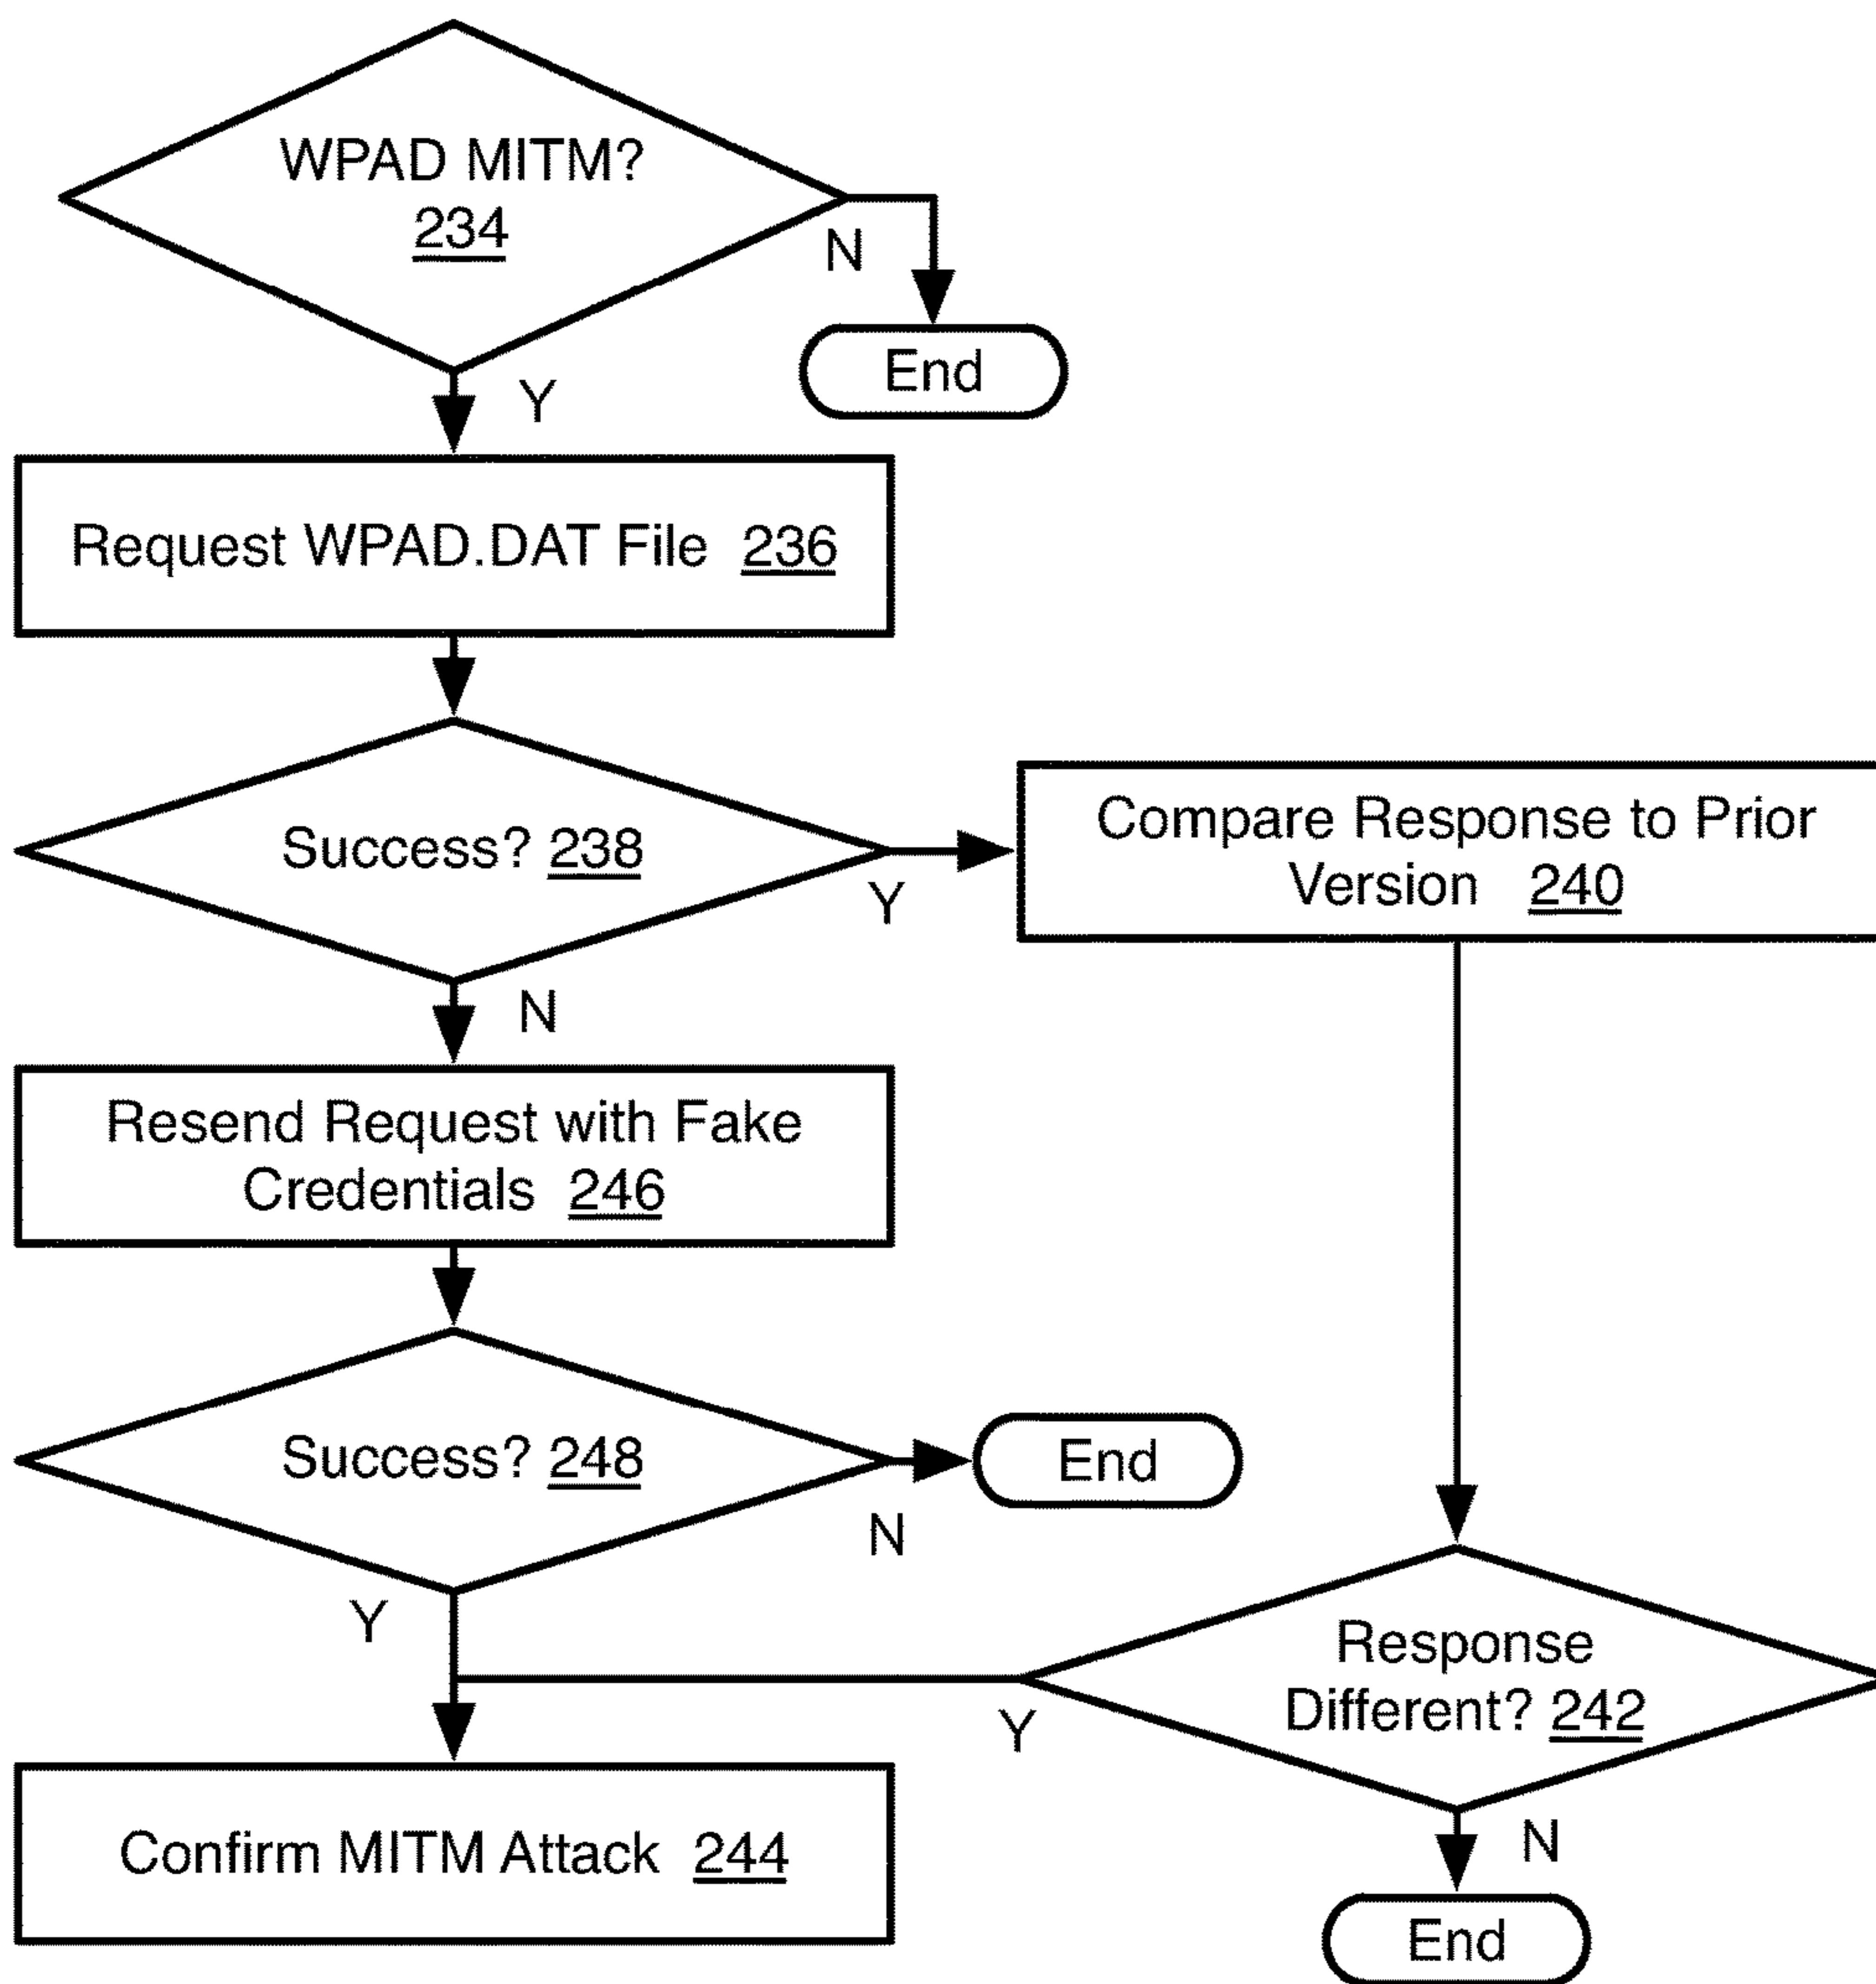 WPAD MITM?
234
N
End
Y
Request WPAD.DAT File 236
Success? 238
Y
Compare Response to Prior
Version 240
N
Resend Request with Fake
Credentials 246
Success? 248
End
N
Y
Response
Different? 242
Y
Confirm MITM Attack 244
N
End